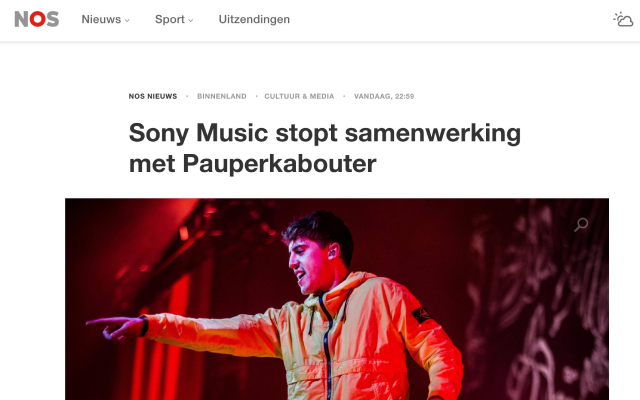 NOS Nieuws Sport Uitzendingen
NOS NIEUWS • BINNENLAND • CULTUUR & MEDIA • VANDAAG, 22:59
Sony Music stopt samenwerking
met Pauperkabouter